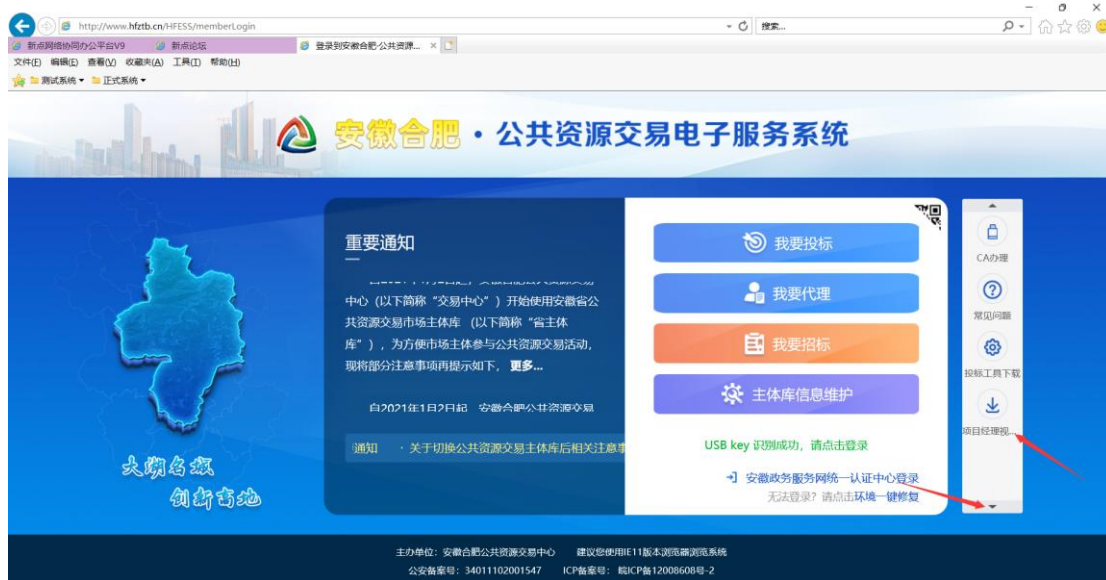 http://www.hfztb.cn/HFESS/memberLogin
搜索...
新点网络协同办公平台V9
新点论坛
登录到安徽合肥·公共资源...
文件(F) 编辑(E) 查看(V) 收藏夹(A) 工具(T) 帮助(H)
测试系统
正式系统
安徽合肥·公共资源交易电子服务系统
重要通知
中心（以下简称“交易中心”）开始使用安徽省公
共资源交易市场主体库 （以下简称“省主体
库”），为方便市场主体参与公共资源交易活动，
现将部分注意事项再提示如下， 更多...
自2021年1月2日起，安徽合肥公共资源交易
通知 ·关于切换公共资源交易主体库后相关注意事
我要投标
我要代理
我要招标
主体库信息维护
USB key 识别成功，请点击登录
安徽政务服务网统一认证中心登录
无法登录？请点击环境一键修复
CA办理
常见问题
投标工具下载
项目经理视...
大湖名城
创新高地
主办单位：安徽合肥公共资源交易中心 建议您使用IE11版本浏览器浏览系统
公安备案号：34011102001547 ICP备案号：皖ICP备12008608号-2